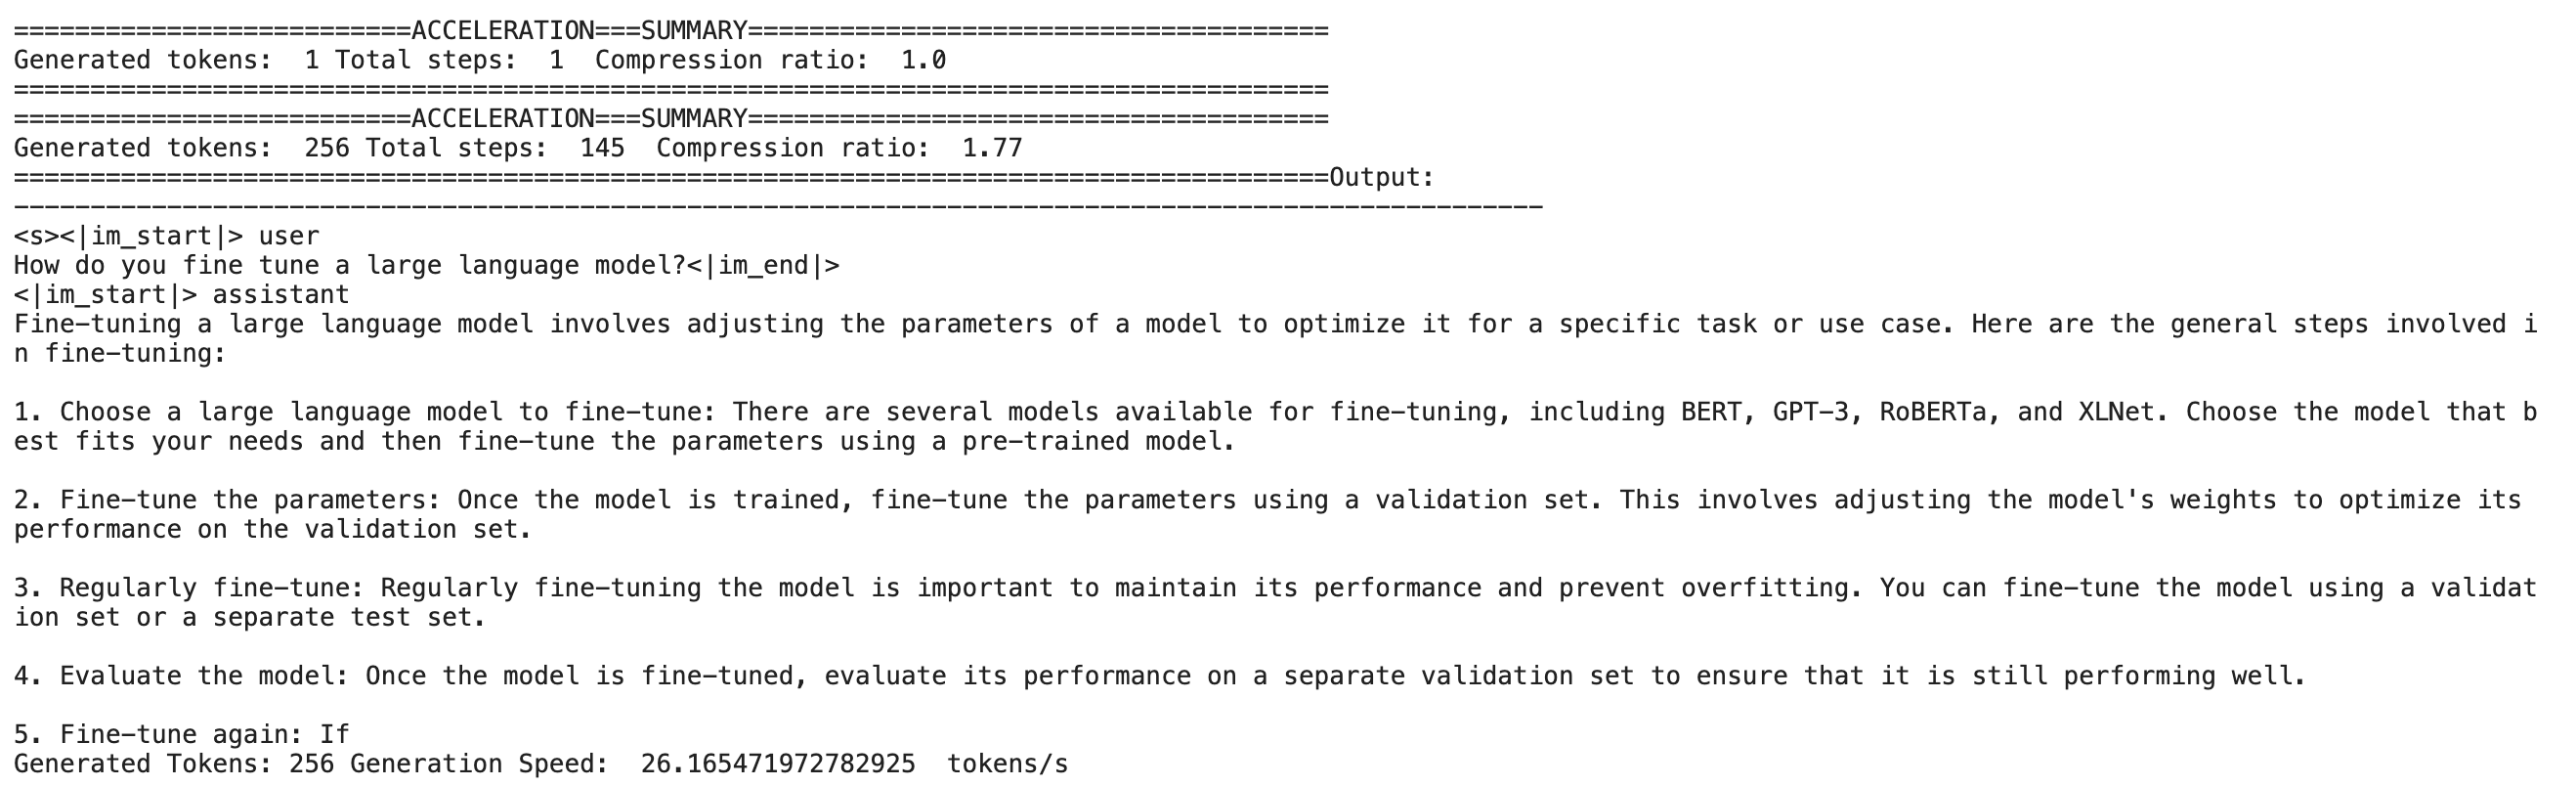 ==========================ACCELERATION===SUMMARY======================================
Generated tokens:  1 Total steps:  1  Compression ratio:  1.0
======================================================================================
==========================ACCELERATION===SUMMARY======================================
Generated tokens:  256 Total steps:  145  Compression ratio:  1.77
======================================================================================Output:
----------------------------------------------------------------------------------------------------
<s><|im_start|> user
How do you fine tune a large language model?<|im_end|>
<|im_start|> assistant
Fine-tuning a large language model involves adjusting the parameters of a model to optimize it for a specific task or use case. Here are the general steps involved i
n fine-tuning:

1. Choose a large language model to fine-tune: There are several models available for fine-tuning, including BERT, GPT-3, RoBERTa, and XLNet. Choose the model that b
est fits your needs and then fine-tune the parameters using a pre-trained model.

2. Fine-tune the parameters: Once the model is trained, fine-tune the parameters using a validation set. This involves adjusting the model's weights to optimize its
performance on the validation set.

3. Regularly fine-tune: Regularly fine-tuning the model is important to maintain its performance and prevent overfitting. You can fine-tune the model using a validat
ion set or a separate test set.

4. Evaluate the model: Once the model is fine-tuned, evaluate its performance on a separate validation set to ensure that it is still performing well.

5. Fine-tune again: If
Generated Tokens: 256 Generation Speed:  26.165471972782925  tokens/s